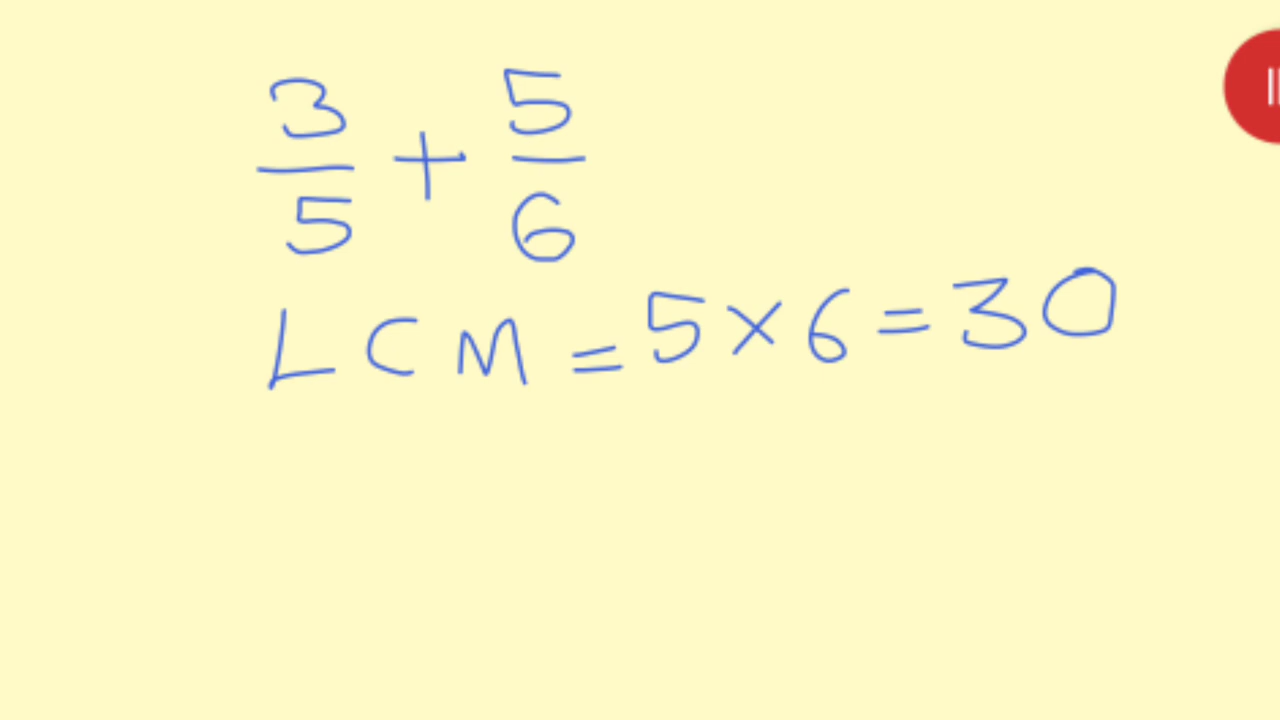 3/5 + 5/6
LCM = 5 × 6 = 30